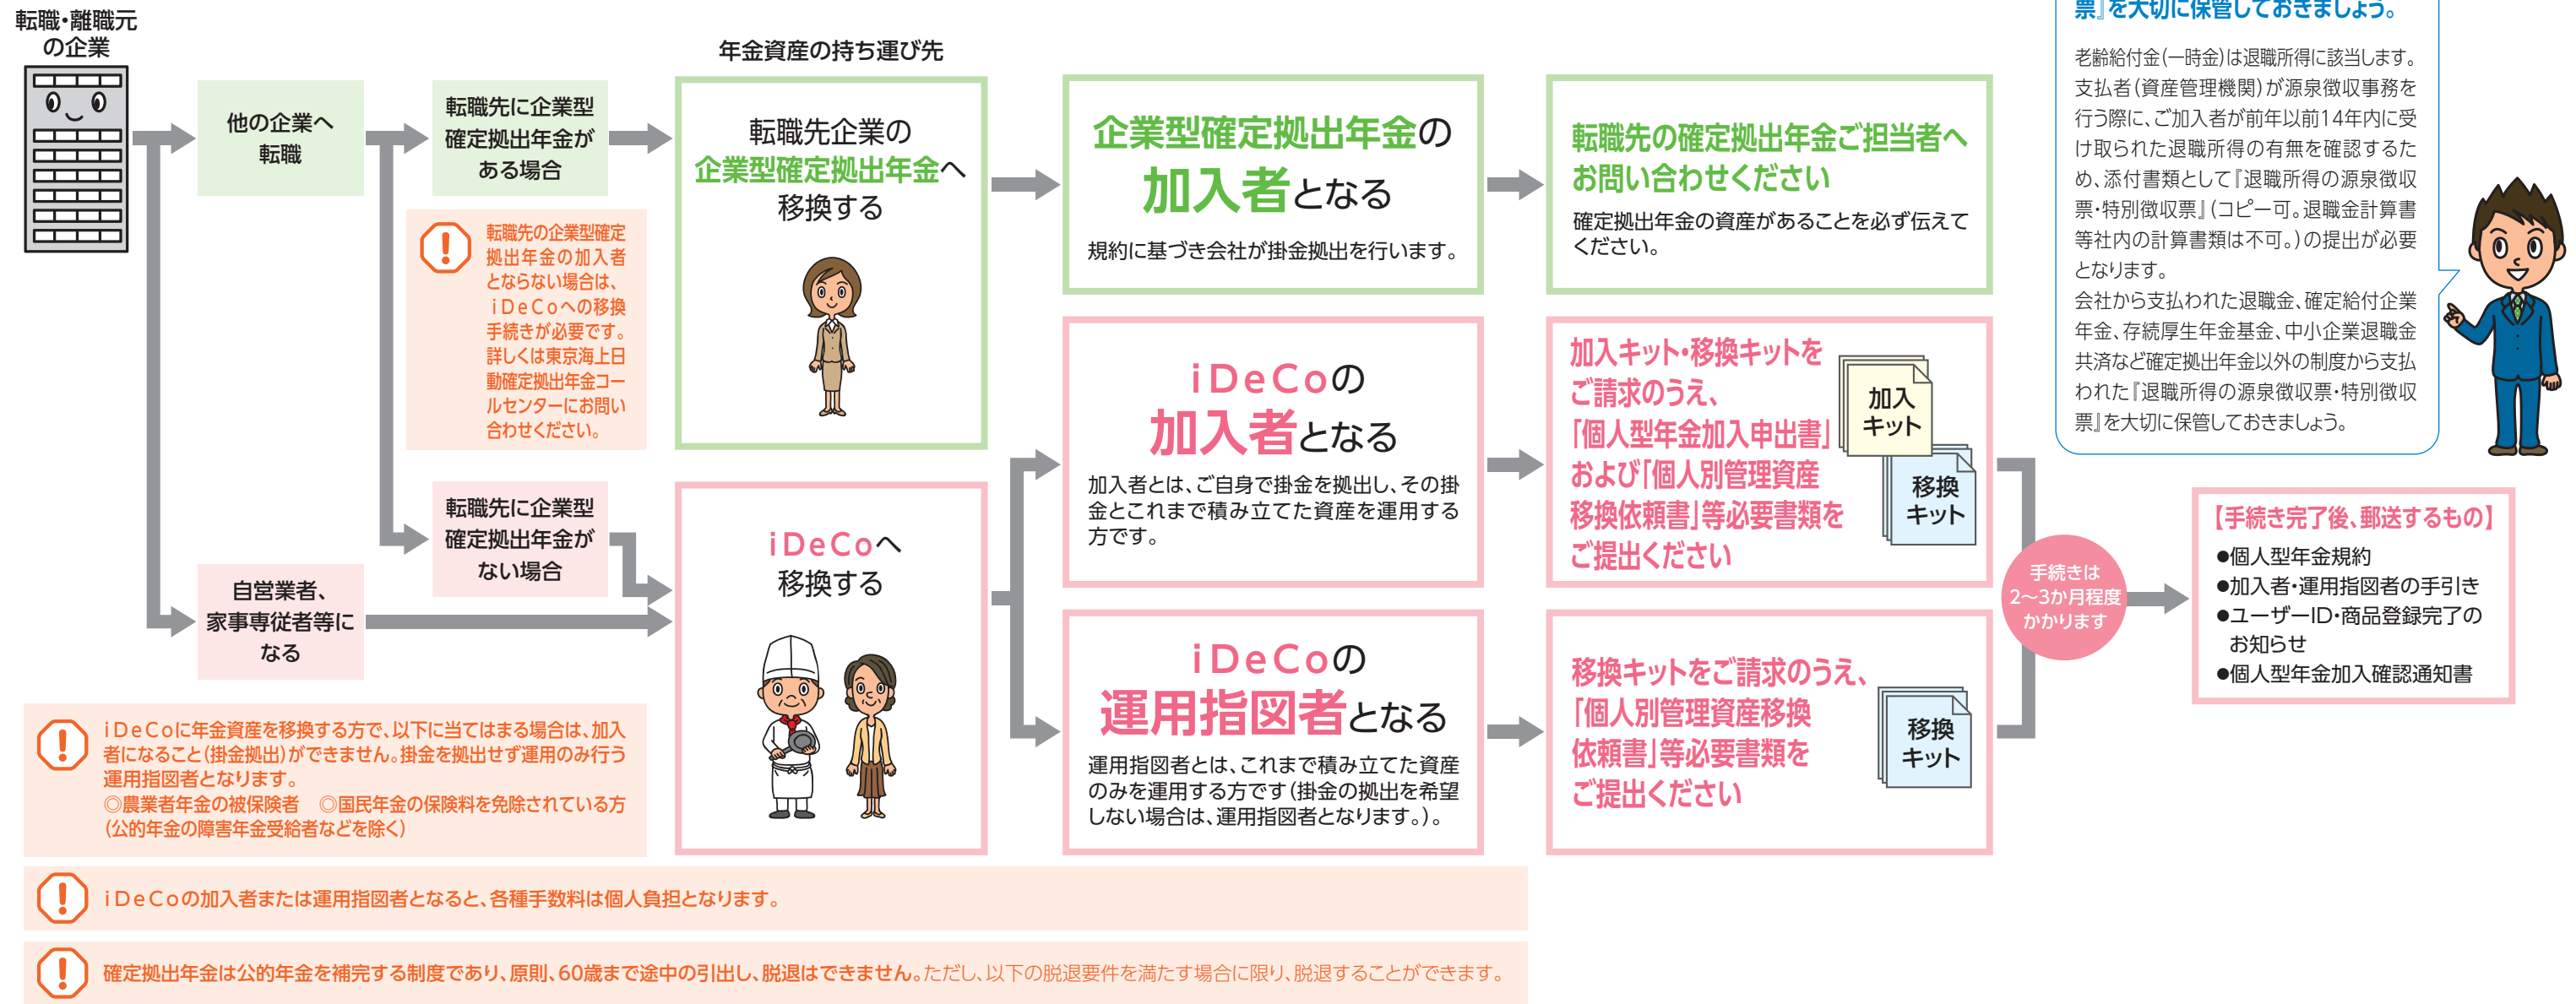 転職・離職元
の企業
他の企業へ
転職
転職先に企業型
確定拠出年金が
ある場合
転職先の企業型確定
拠出年金の加入者
とならない場合は、
iDeCoへの移換
手続きが必要です。
詳しくは東京海上日
動確定拠出年金コー
ルセンターにお問い
合わせください。
転職先に企業型
確定拠出年金が
ない場合
自営業者、
家事専従者等に
なる
年金資産の持ち運び先
転職先企業の
企業型確定拠出年金へ
移換する
iDeCoへ
移換する
企業型確定拠出年金の
加入者となる
規約に基づき会社が掛金拠出を行います。
転職先の確定拠出年金ご担当者へ
お問い合わせください
確定拠出年金の資産があることを必ず伝えて
ください。
iDeCoの
加入者となる
加入者とは、ご自身で掛金を拠出し、その掛
金とこれまで積み立てた資産を運用する
方です。
加入キット・移換キットを
ご請求のうえ、
「個人型年金加入申出書」
および「個人別管理資産
移換依頼書」等必要書類を
ご提出ください
加入
キット
移換
キット
iDeCoの
運用指図者となる
運用指図者とは、これまで積み立てた資産
のみを運用する方です(掛金の拠出を希望
しない場合は、運用指図者となります。)。
移換キットをご請求のうえ、
「個人別管理資産移換
依頼書」等必要書類を
ご提出ください
移換
キット
手続きは
2～3か月程度
かかります
【手続き完了後、郵送するもの】
●個人型年金規約
●加入者・運用指図者の手引き
●ユーザーID・商品登録完了の
お知らせ
●個人型年金加入確認通知書
票』を大切に保管しておきましょう。
老齢給付金(一時金)は退職所得に該当します。
支払者(資産管理機関)が源泉徴収事務を
行う際に、ご加入者が前年以前14年内に受
け取られた退職所得の有無を確認するた
め、添付書類として『退職所得の源泉徴収
票・特別徴収票』(コピー可。退職金計算書
等社内の計算書類は不可。)の提出が必要
となります。
会社から支払われた退職金、確定給付企業
年金、存続厚生年金基金、中小企業退職金
共済など確定拠出年金以外の制度から支払
われた『退職所得の源泉徴収票・特別徴収
票』を大切に保管しておきましょう。
iDeCoに年金資産を移換する方で、以下に当てはまる場合は、加入
者になること(掛金拠出)ができません。掛金を拠出せず運用のみ行う
運用指図者となります。
◎農業者年金の被保険者　◎国民年金の保険料を免除されている方
(公的年金の障害年金受給者などを除く)
iDeCoの加入者または運用指図者となると、各種手数料は個人負担となります。
確定拠出年金は公的年金を補完する制度であり、原則、60歳まで途中の引出し、脱退はできません。ただし、以下の脱退要件を満たす場合に限り、脱退することができます。